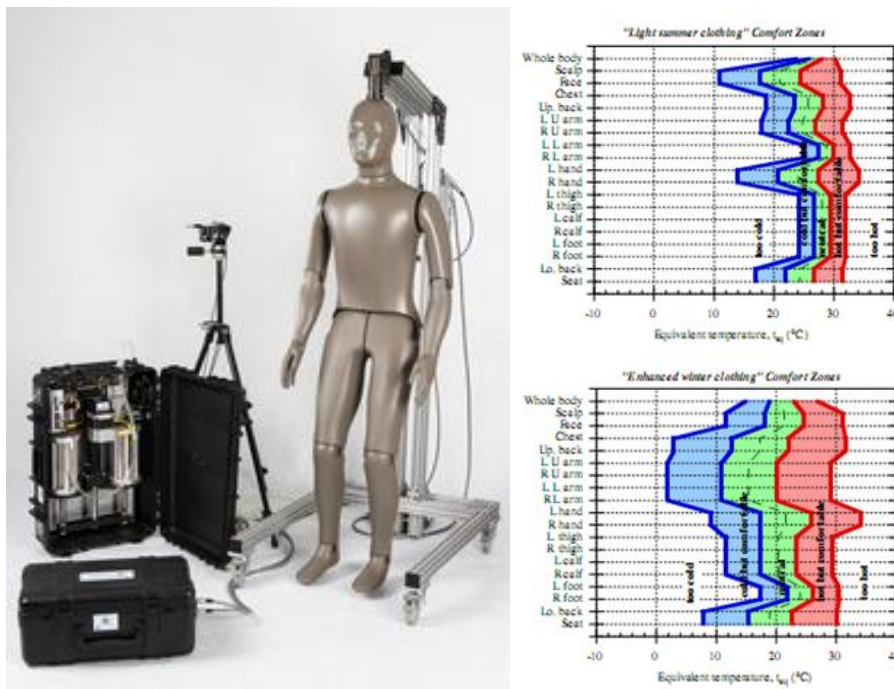 "Light summer clothing" Comfort Zones
Whole body
Scalp
Face
Chest
Up. back
L U arm
R U arm
L L arm
R L arm
L hand
R hand
L thigh
R thigh
L calf
R calf
L foot
R foot
Lo. back
Seat
too cold
cold but comfortable
neutral
hot but comfortable
too hot
-10 0 10 20 30 40
Equivalent temperature, teq (°C)
"Enhanced winter clothing" Comfort Zones
Whole body
Scalp
Face
Chest
Up. back
L U arm
R U arm
L L arm
R L arm
L hand
R hand
L thigh
R thigh
L calf
R calf
L foot
R foot
Lo. back
Seat
too cold
cold but comfortable
neutral
hot but comfortable
too hot
-10 0 10 20 30 40
Equivalent temperature, teq (°C)